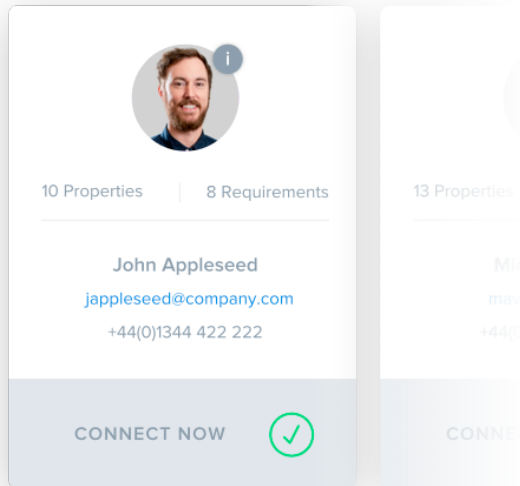 i
10 Properties 8 Requirements
John Appleseed
jappleseed@company.com
+44(0)1344 422 222
CONNECT NOW
13 Properties